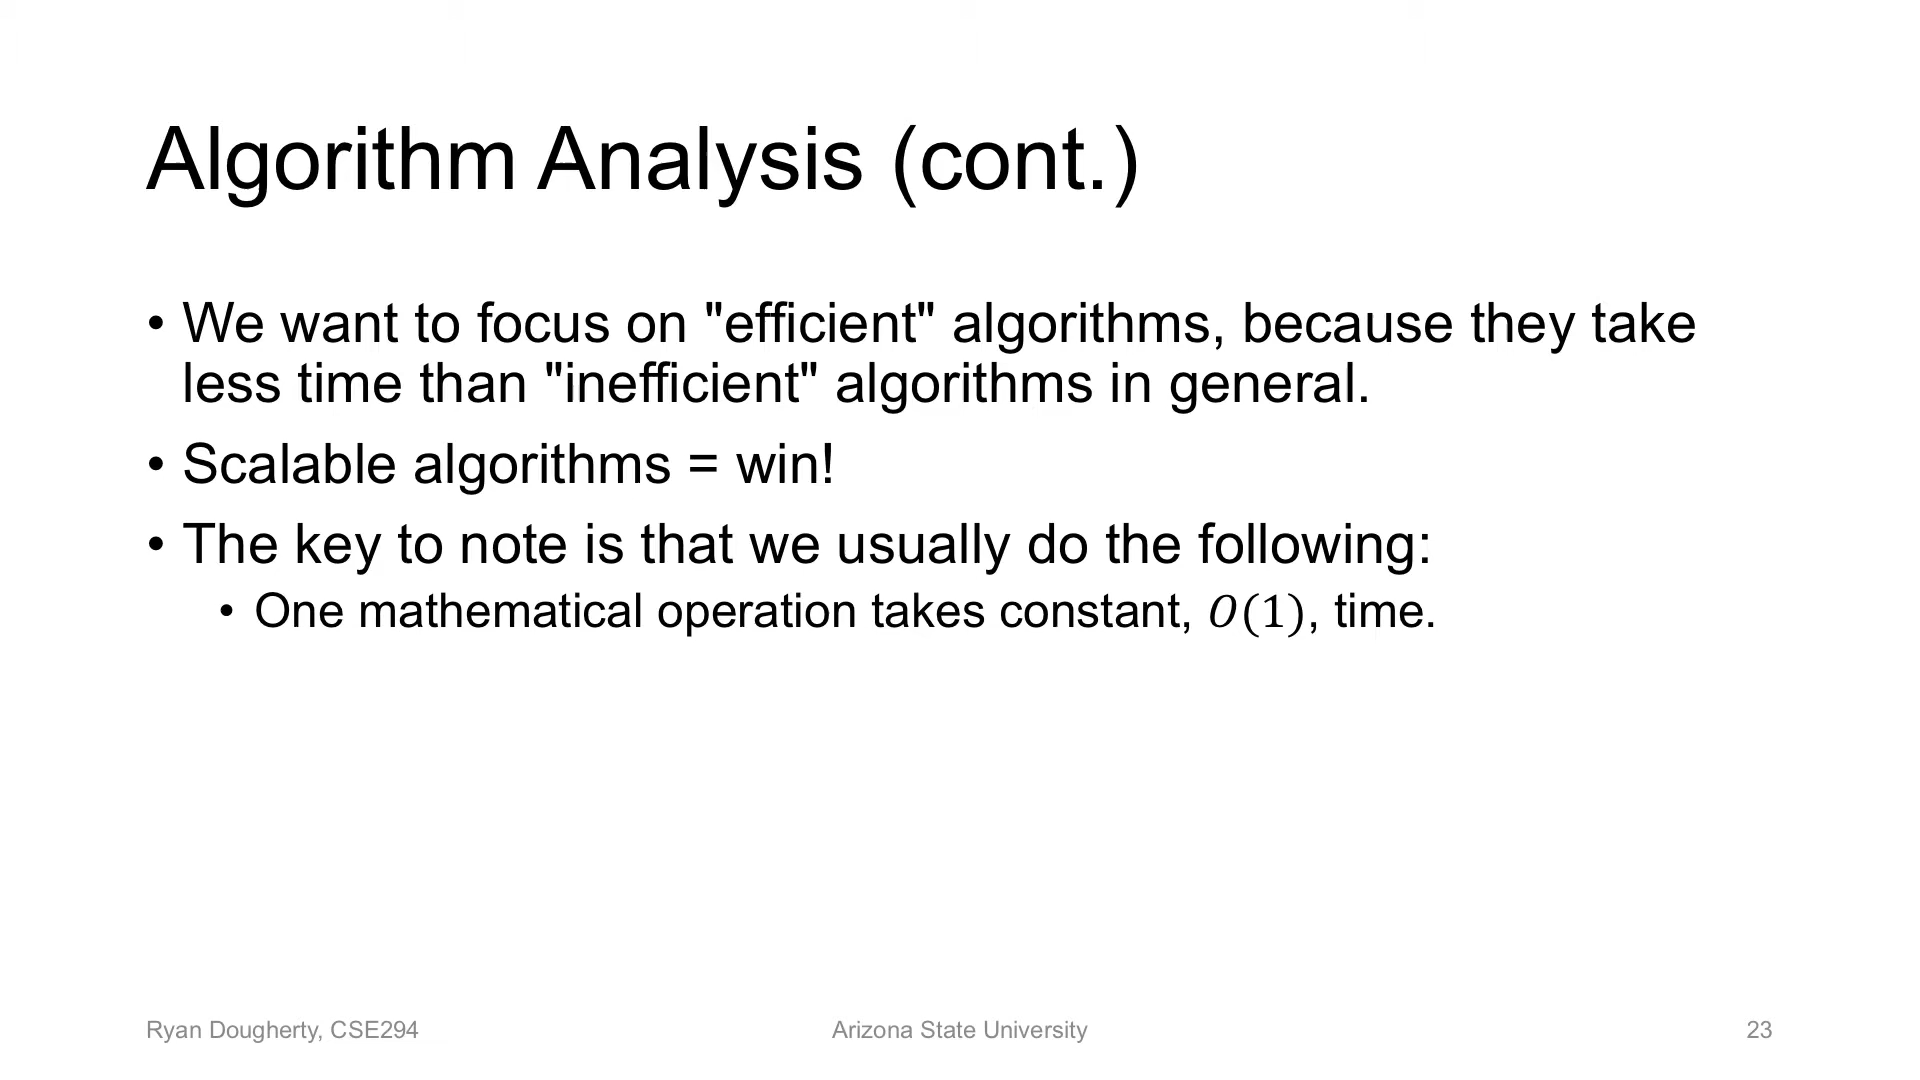 Algorithm Analysis (cont.)
• We want to focus on "efficient" algorithms, because they take
less time than "inefficient" algorithms in general.
• Scalable algorithms = win!
• The key to note is that we usually do the following:
• One mathematical operation takes constant, O(1), time.
Ryan Dougherty, CSE294
Arizona State University
23